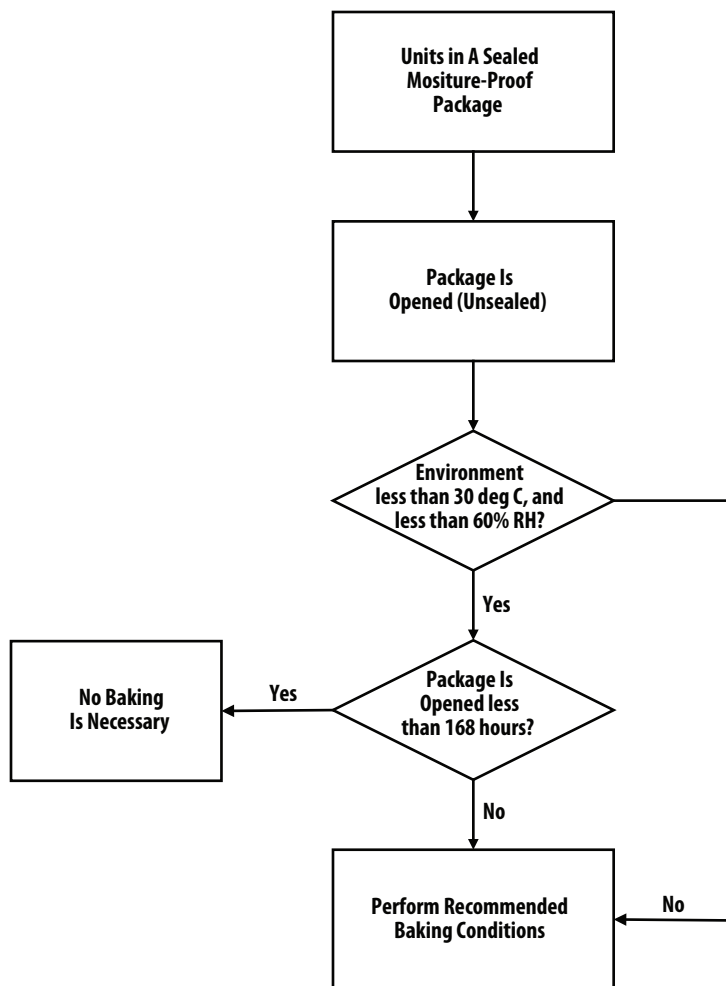 Units in A Sealed
Mositure-Proof
Package
Package Is
Opened (Unsealed)
Environment
less than 30 deg C, and
less than 60% RH?
Yes
Package Is
Opened less
than 168 hours?
Yes
No Baking
Is Necessary
No
Perform Recommended
Baking Conditions
No